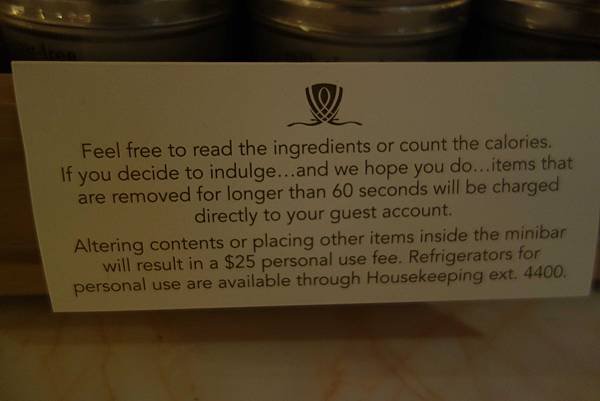 Feel free to read the ingredients or count the calories.
If you decide to indulge...and we hope you do...items that
are removed for longer than 60 seconds will be charged
directly to your guest account.
Altering contents or placing other items inside the minibar
will result in a $25 personal use fee. Refrigerators for
personal use are available through Housekeeping ext. 4400.